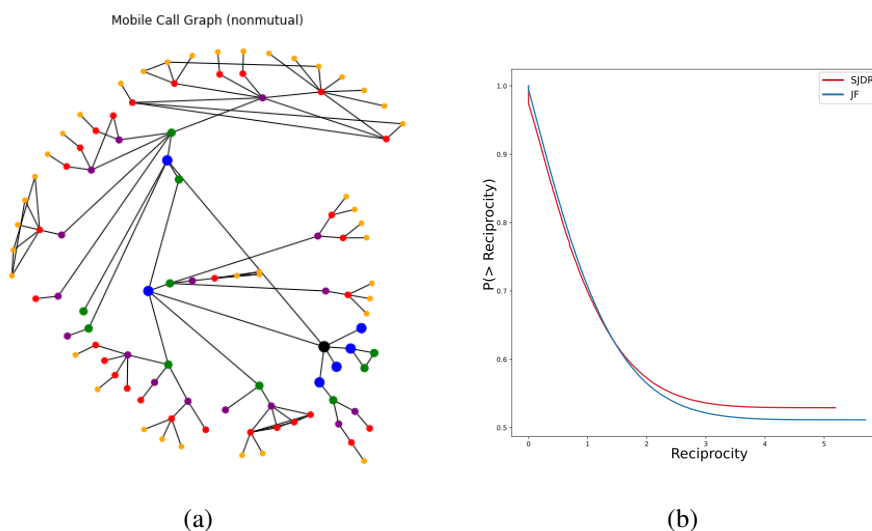 Mobile Call Graph (nonmutual)
SJDR
JF
1.0
0.9
0.8
0.7
0.6
0.5
P(> Reciprocity)
0
1
2
3
4
5
Reciprocity
(a)
(b)